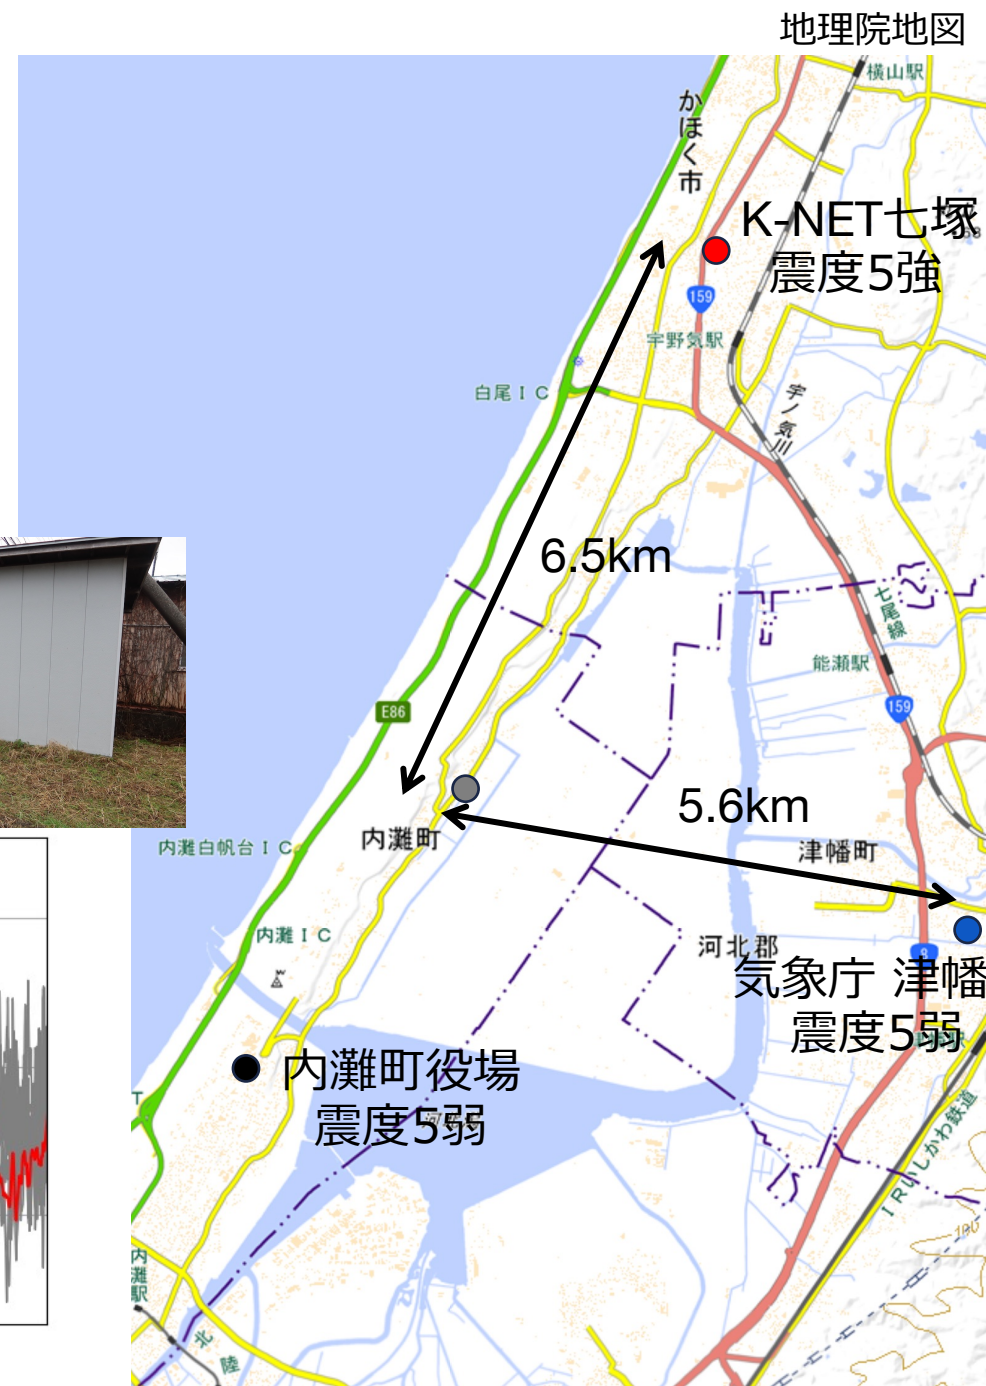 地理院地図
横山駅
かほく市
K-NET七塚
震度5強
159
宇野気駅
白尾IC
宇ノ気川
6.5km
七尾線
能瀬駅
E86
159
5.6km
内灘町
津幡町
内灘白帆台IC
内灘IC
河北郡
8
気象庁 津幡
震度5弱
内灘町役場
震度5弱
IRいしかわ鉄道
内灘駅
北陸